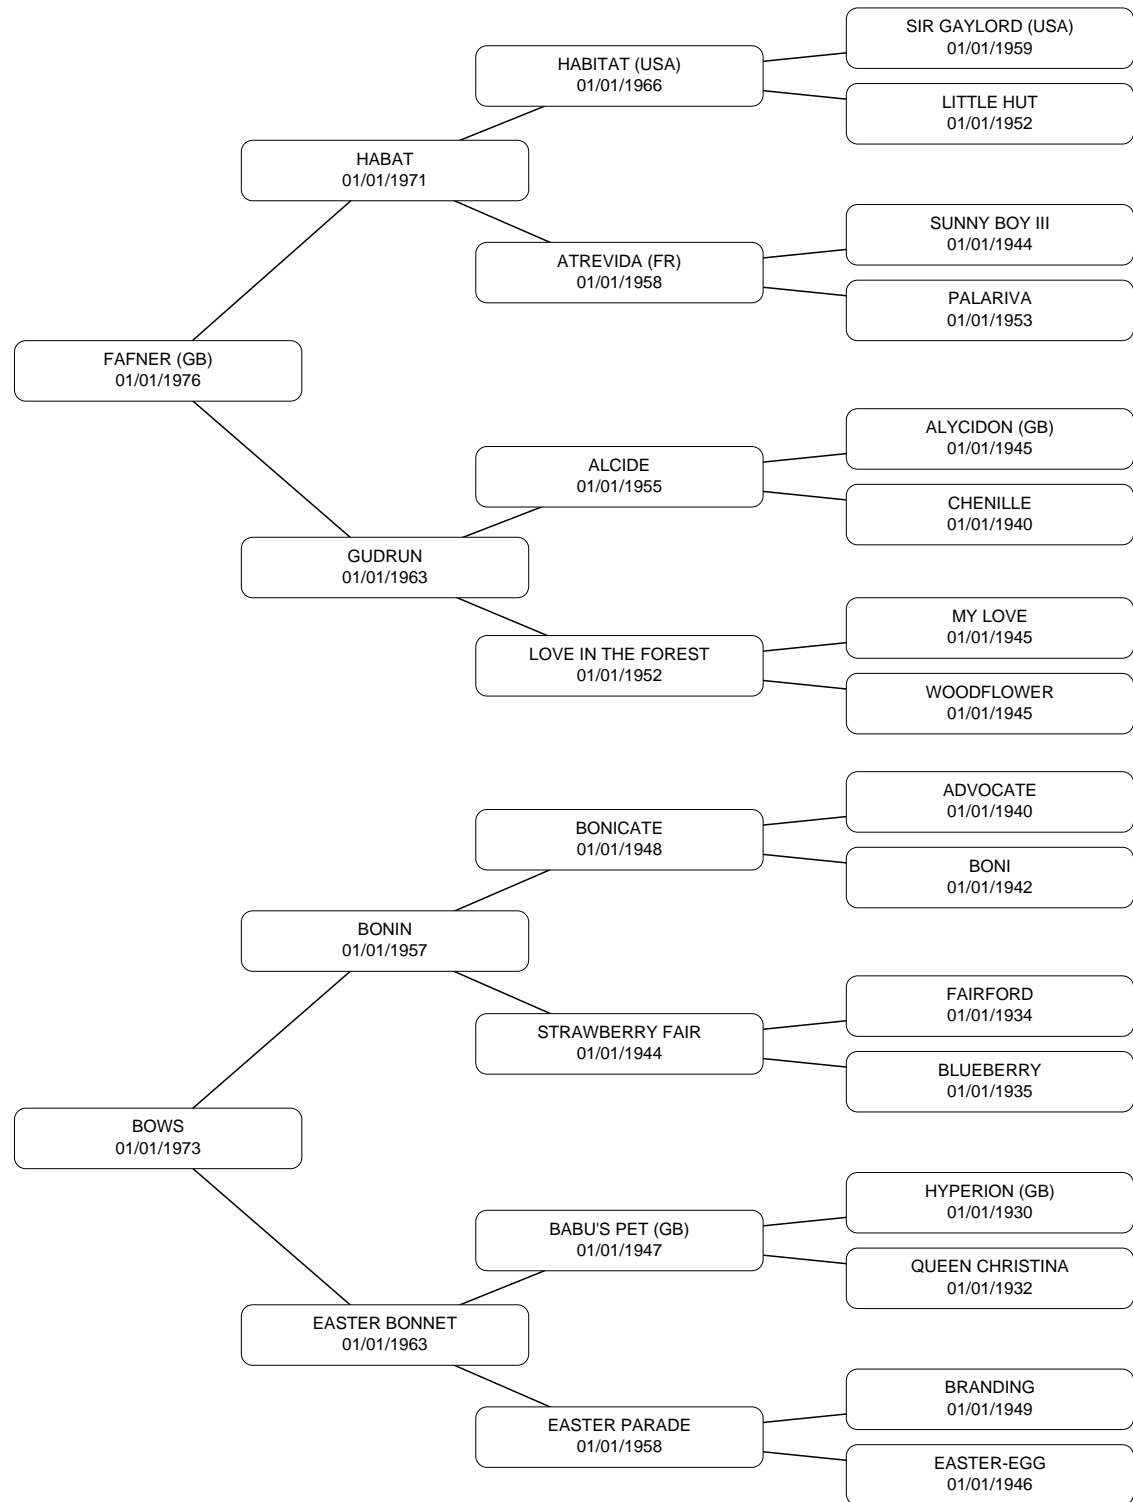 SIR GAYLORD (USA)
01/01/1959
HABITAT (USA)
01/01/1966
LITTLE HUT
01/01/1952
HABAT
01/01/1971
SUNNY BOY III
01/01/1944
ATREVIDA (FR)
01/01/1958
PALARIVA
01/01/1953
FAFNER (GB)
01/01/1976
ALYCIDON (GB)
01/01/1945
ALCIDE
01/01/1955
CHENILLE
01/01/1940
GUDRUN
01/01/1963
MY LOVE
01/01/1945
LOVE IN THE FOREST
01/01/1952
WOODFLOWER
01/01/1945
ADVOCATE
01/01/1940
BONICATE
01/01/1948
BONI
01/01/1942
BONIN
01/01/1957
FAIRFORD
01/01/1934
STRAWBERRY FAIR
01/01/1944
BLUEBERRY
01/01/1935
BOWS
01/01/1973
HYPERION (GB)
01/01/1930
BABU'S PET (GB)
01/01/1947
QUEEN CHRISTINA
01/01/1932
EASTER BONNET
01/01/1963
BRANDING
01/01/1949
EASTER PARADE
01/01/1958
EASTER-EGG
01/01/1946